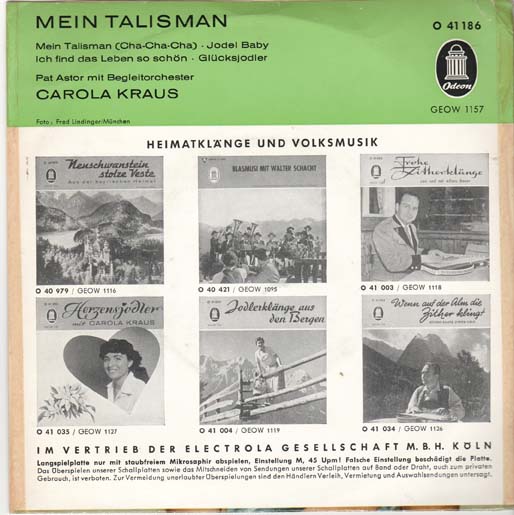 MEIN TALISMAN
O 41 186
Mein Talisman (Cha-Cha-Cha) · Jodel Baby
Ich find das Leben so schön · Glücksjodler
Pat Astor mit Begleitorchester
CAROLA KRAUS
Odeon
GEOW 1157
Foto: Fred Lindinger/München
HEIMATKLÄNGE UND VOLKSMUSIK
Neuschwanstein
stolze Veste
Aus der bayrischen Heimat
BLASMUSI MIT WALTER SCHACHT
Frohe
Zitherklänge
O 40 979 / GEOW 1116
O 40 421 / GEOW 1095
O 41 003 / GEOW 1118
Herzensjodler
mit CAROLA KRAUS
Jodlerklänge aus
den Bergen
Wenn auf der Alm die
Zither klingt
O 41 035 / GEOW 1127
O 41 004 / GEOW 1119
O 41 034 / GEOW 1126
IM VERTRIEB DER ELECTROLA GESELLSCHAFT M.B.H. KÖLN
Langspielplatte nur mit staubfreiem Mikrosaphir abspielen, Einstellung M, 45 Upm! Falsche Einstellung beschädigt die Platte.
Das Überspielen unserer Schallplatten sowie das Mitschneiden von Sendungen unserer Schallplatten auf Band oder Draht, auch zum privaten
Gebrauch, ist verboten. Zur Vermeidung unerlaubter Überspielungen sind den Händlern Verleih, Vermietung und Auswahlsendungen untersagt.